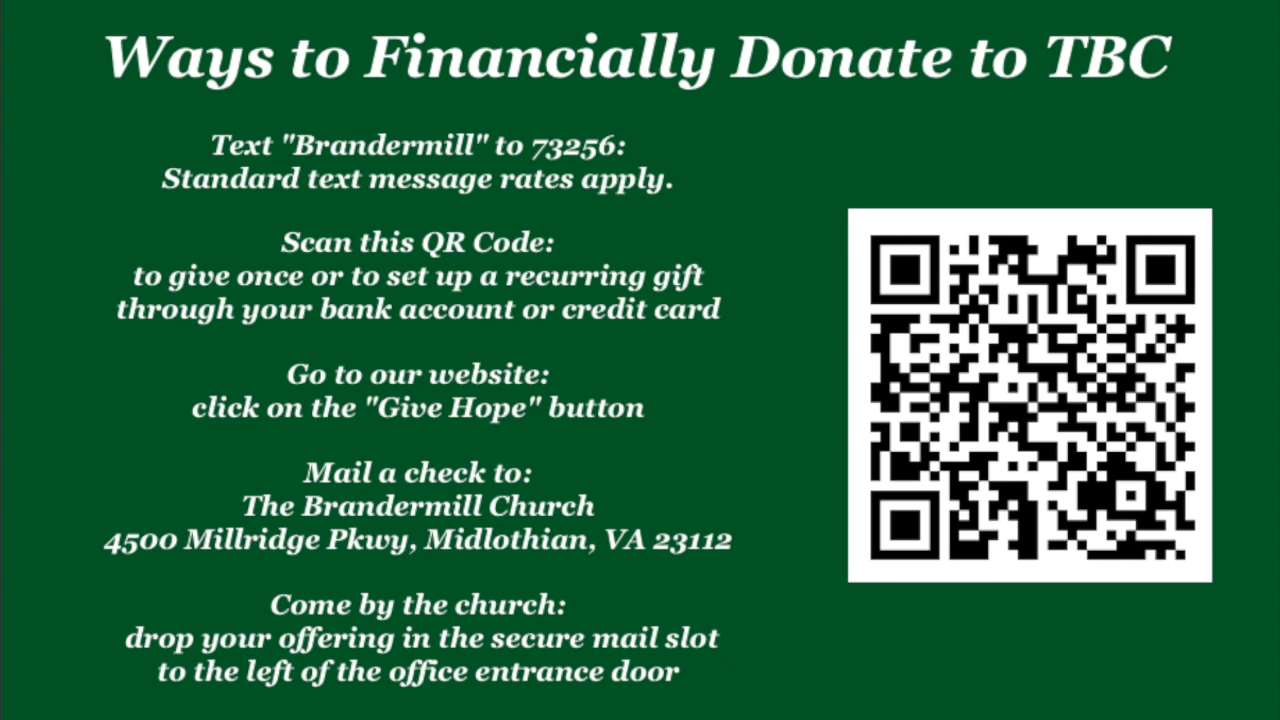 Ways to Financially Donate to TBC
Text "Brandermill" to 73256:
Standard text message rates apply.
Scan this QR Code:
to give once or to set up a recurring gift
through your bank account or credit card
Go to our website:
click on the "Give Hope" button
Mail a check to:
The Brandermill Church
4500 Millridge Pkwy, Midlothian, VA 23112
Come by the church:
drop your offering in the secure mail slot
to the left of the office entrance door